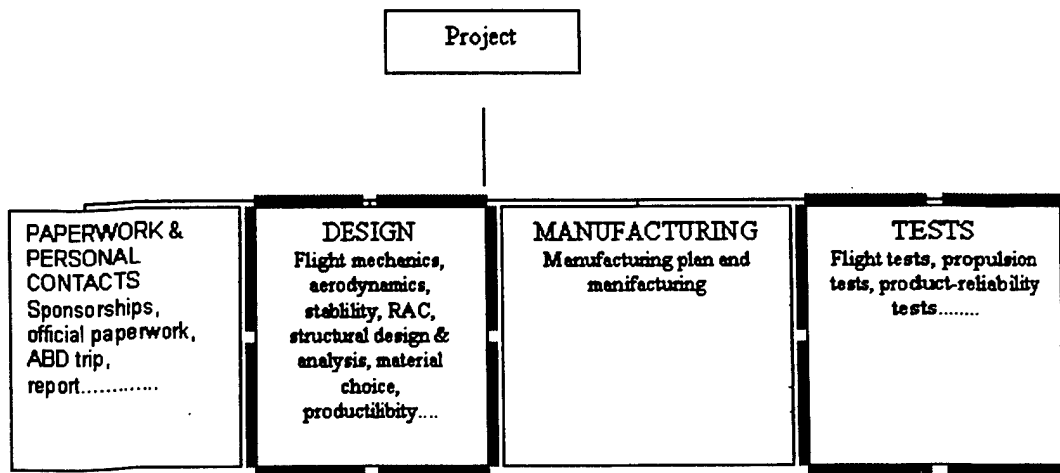 Project
PAPERWORK &
PERSONAL
CONTACTS
Sponsorships,
official paperwork,
ABD trip,
report.............
DESIGN
Flight mechanics,
aerodynamics,
stablility, RAC,
structural design &
analysis, material
choice,
productilibity....
MANUFACTURING
Manufacturing plan and
manifacturing
TESTS
Flight tests, propulsion
tests, product-reliability
tests........